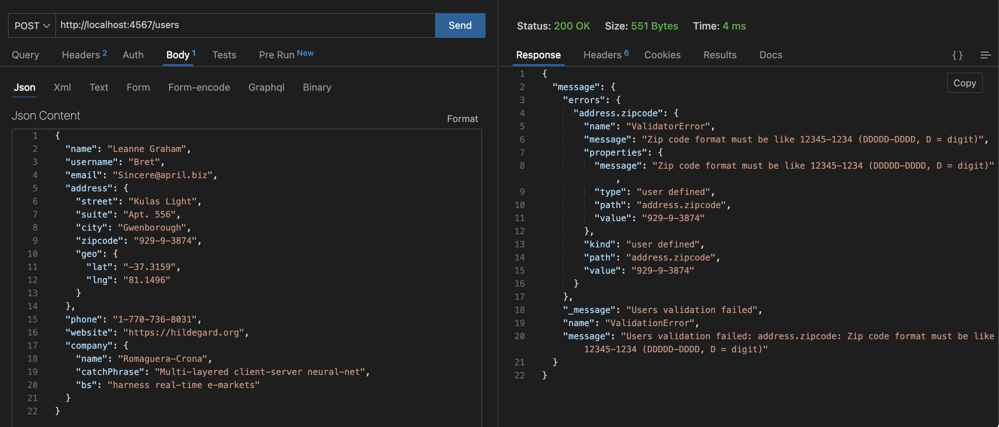 POST http://localhost:4567/users Send
Query Headers 2 Auth Body 1 Tests Pre Run New
Json Xml Text Form Form-encode Graphql Binary
Json Content Format
1 {
2 "name": "Leanne Graham",
3 "username": "Bret",
4 "email": "Sincere@april.biz",
5 "address": {
6 "street": "Kulas Light",
7 "suite": "Apt. 556",
8 "city": "Gwenborough",
9 "zipcode": "929-9-3874",
10 "geo": {
11 "lat": "-37.3159",
12 "lng": "81.1496"
13 }
14 },
15 "phone": "1-770-736-8031",
16 "website": "https://hildegard.org",
17 "company": {
18 "name": "Romaguera-Crona",
19 "catchPhrase": "Multi-layered client-server neural-net",
20 "bs": "harness real-time e-markets"
21 }
22 }
Status: 200 OK Size: 551 Bytes Time: 4 ms
Response Headers 6 Cookies Results Docs { }
Copy
1 {
2 "message": {
3 "errors": {
4 "address.zipcode": {
5 "name": "ValidatorError",
6 "message": "Zip code format must be like 12345-1234 (DDDDD-DDDD, D = digit)",
7 "properties": {
8 "message": "Zip code format must be like 12345-1234 (DDDDD-DDDD, D = digit)"
,
9 "type": "user defined",
10 "path": "address.zipcode",
11 "value": "929-9-3874"
12 },
13 "kind": "user defined",
14 "path": "address.zipcode",
15 "value": "929-9-3874"
16 }
17 },
18 "_message": "Users validation failed",
19 "name": "ValidationError",
20 "message": "Users validation failed: address.zipcode: Zip code format must be like
12345-1234 (DDDDD-DDDD, D = digit)"
21 }
22 }